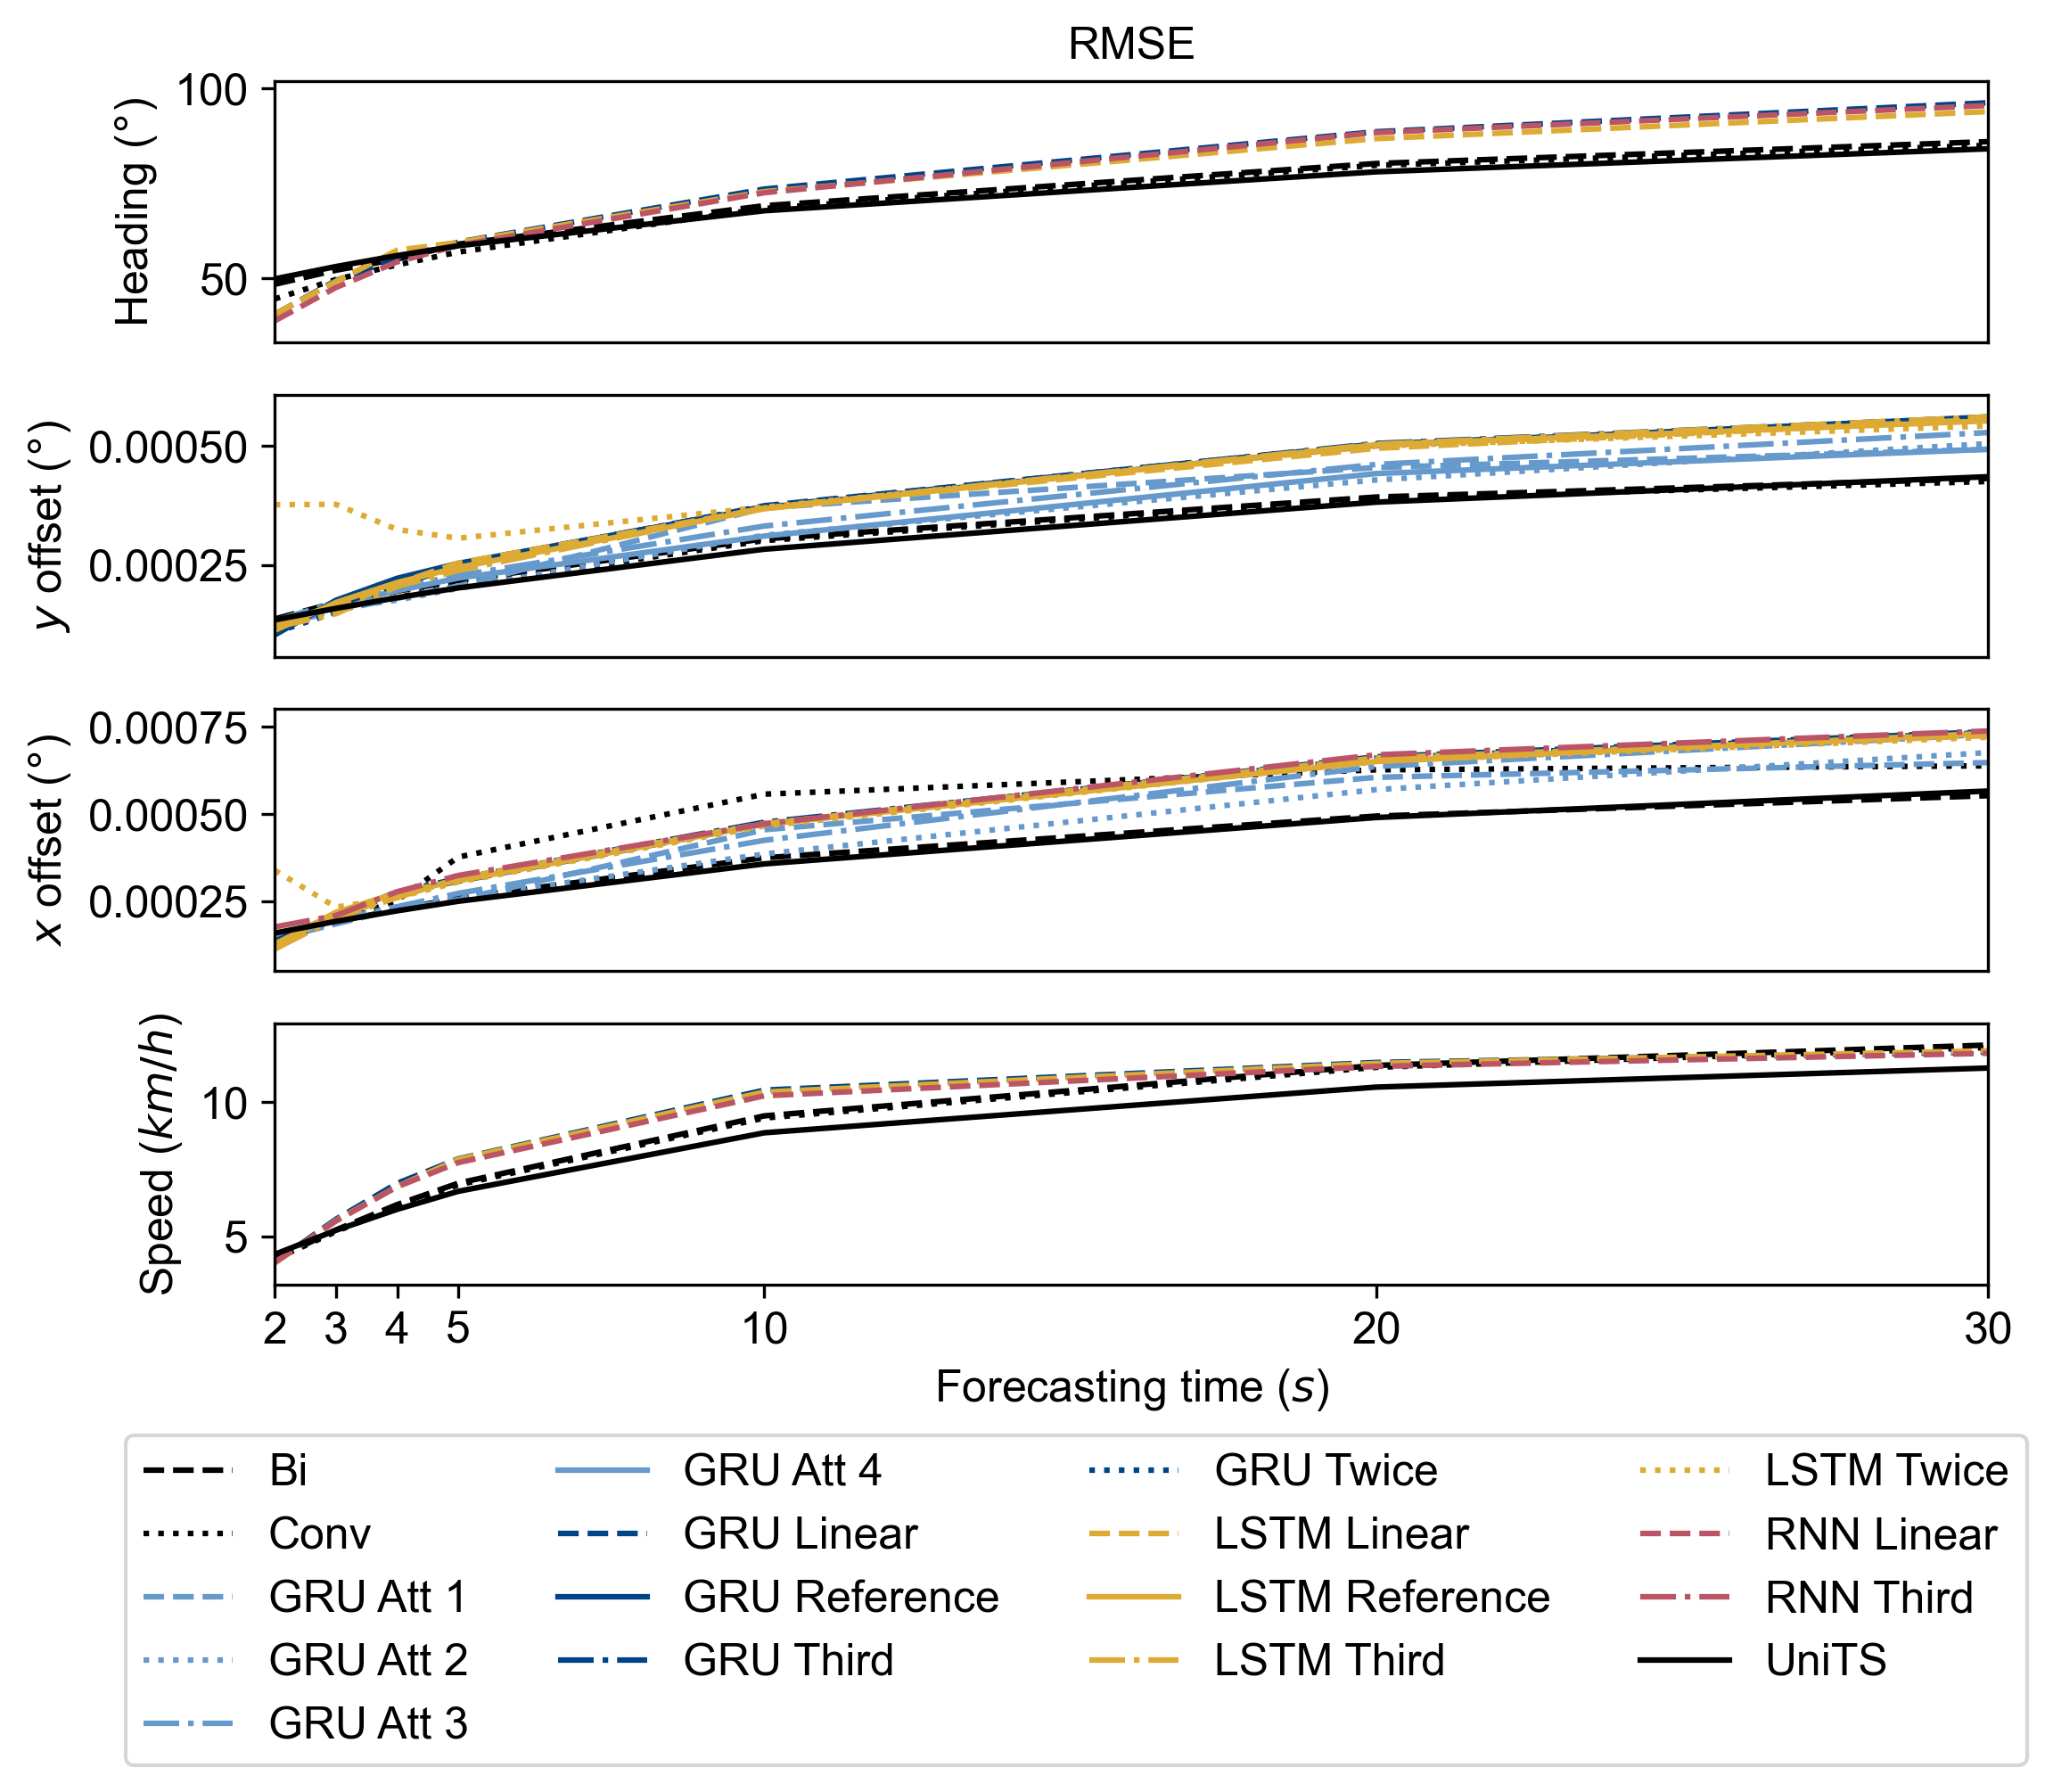 RMSE
Heading (°)
100
50
y offset (°)
0.00050
0.00025
x offset (°)
0.00075
0.00050
0.00025
Speed (km/h)
10
5
2 3 4 5 10 20 30
Forecasting time (s)
Bi
Conv
GRU Att 1
GRU Att 2
GRU Att 3
GRU Att 4
GRU Linear
GRU Reference
GRU Third
GRU Twice
LSTM Linear
LSTM Reference
LSTM Third
LSTM Twice
RNN Linear
RNN Third
UniTS